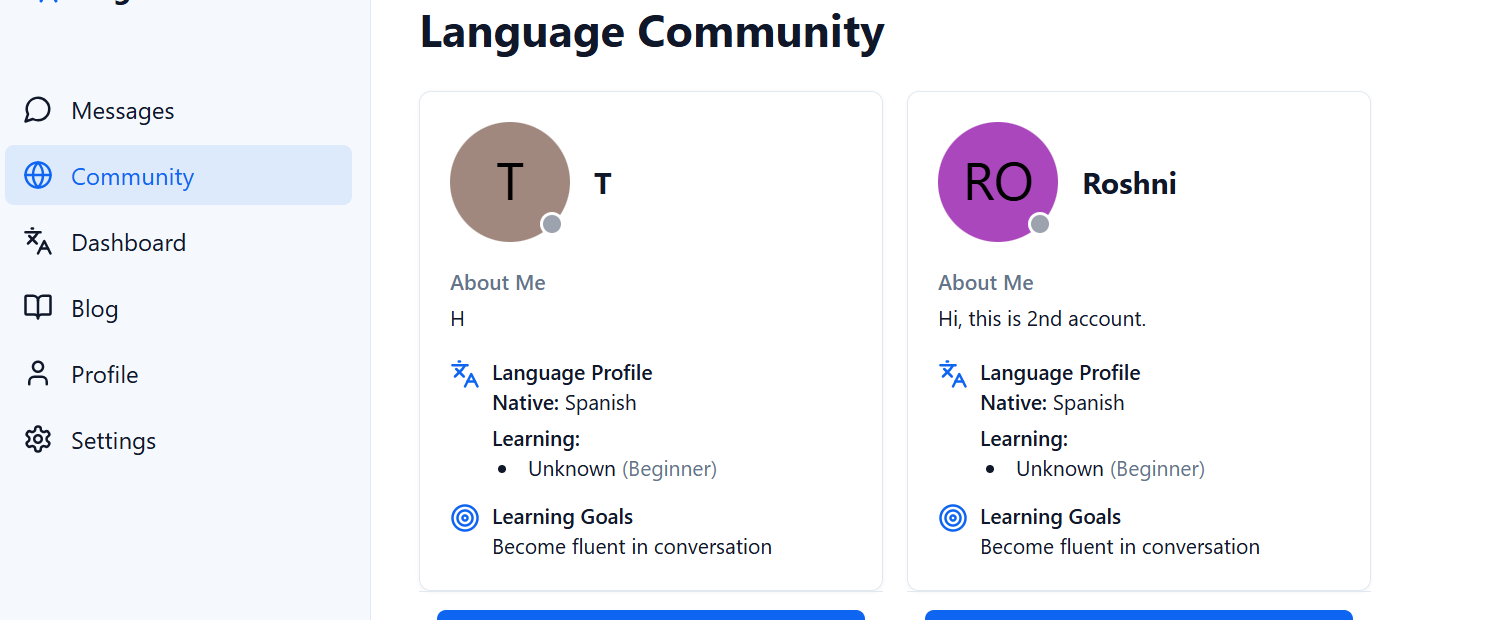 Language Community
Messages
Community
Dashboard
Blog
Profile
Settings
T
T
About Me
H
Language Profile
Native: Spanish
Learning:
• Unknown (Beginner)
Learning Goals
Become fluent in conversation
RO
Roshni
About Me
Hi, this is 2nd account.
Language Profile
Native: Spanish
Learning:
• Unknown (Beginner)
Learning Goals
Become fluent in conversation